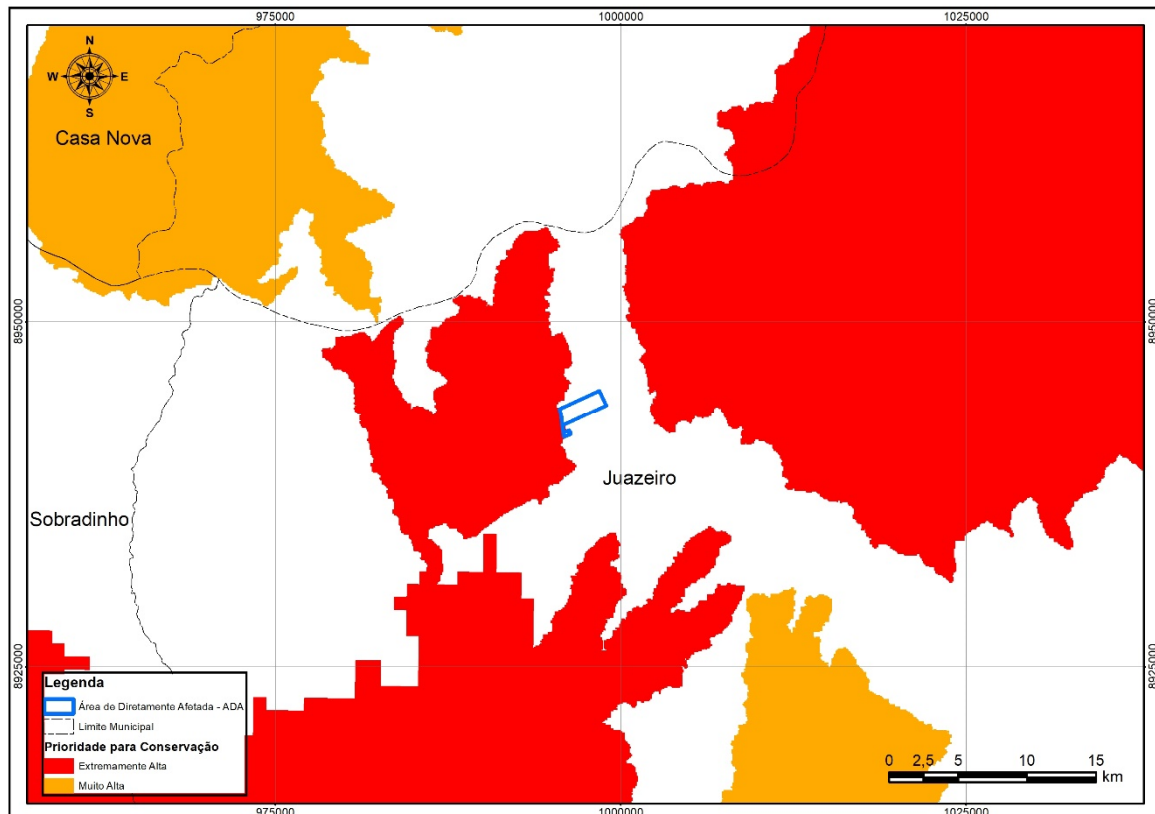 975000
1000000
1025000
N
W
E
S
Casa Nova
8950000
8950000
Juazeiro
Sobradinho
8925000
8925000
Legenda
Área de Diretamente Afetada - ADA
Limite Municipal
Prioridade para Conservação
Extremamente Alta
Muito Alta
0 2,5 5 10 15
km
975000
1000000
1025000